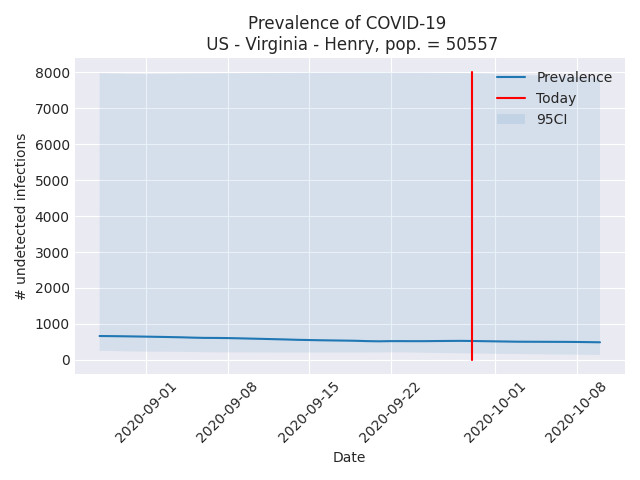 Prevalence of COVID-19
US - Virginia - Henry, pop. = 50557
# undetected infections
8000
7000
6000
5000
4000
3000
2000
1000
0
Prevalence
Today
95CI
2020-09-01
2020-09-08
2020-09-15
2020-09-22
2020-10-01
2020-10-08
Date